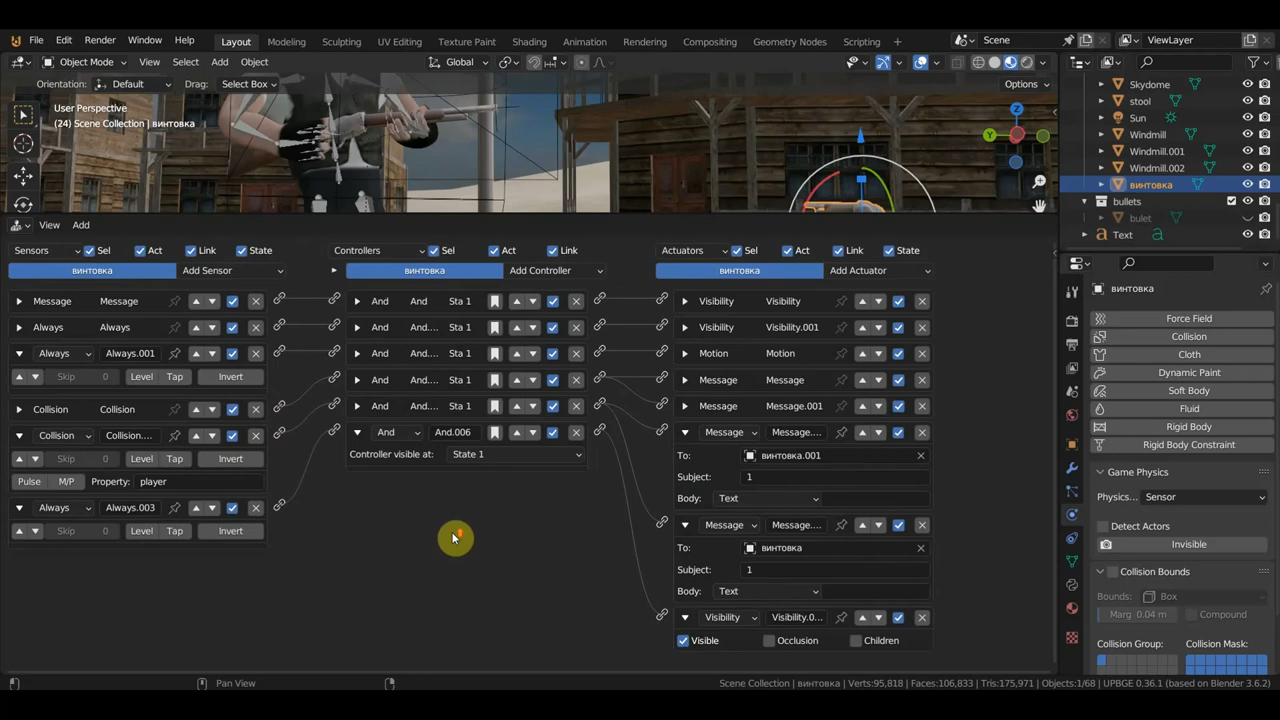 File Edit Render Window Help Layout Modeling Sculpting UV Editing Texture Paint Shading Animation Rendering Compositing Geometry Nodes Scripting + Scene ViewLayer
Object Mode View Select Add Object Global Options
Orientation: Default Drag: Select Box
User Perspective
(24) Scene Collection | винтовка
Z
Y
Skydome
stool
Sun
Windmill
Windmill.001
Windmill.002
винтовка
bullets
bulet
Text
View Add
Sensors Sel Act Link State Controllers Sel Act Link Actuators Sel Act Link State
винтовка Add Sensor винтовка Add Controller винтовка Add Actuator
Message Message And And Sta 1 Visibility Visibility
Always Always And And.... Sta 1 Visibility Visibility.001
Always Always.001 And And.... Sta 1 Motion Motion
Skip 0 Level Tap Invert And And.... Sta 1 Message Message
Collision Collision And And.... Sta 1 Message Message.001
Collision Collision.... And And.006 Message Message....
Level Tap Invert Controller visible at: State 1 To: винтовка.001
Pulse M/P Property: player Subject: 1
Body: Text
Always Always.003 Message Message....
Skip 0 Level Tap Invert To: винтовка
Subject: 1
Body: Text
Visibility Visibility.0...
Visible Occlusion Children
винтовка
Force Field
Collision
Cloth
Dynamic Paint
Soft Body
Fluid
Rigid Body
Rigid Body Constraint
Game Physics
Physics... Sensor
Detect Actors
Invisible
Collision Bounds
Bounds: Box
Marg 0.04 m Compound
Collision Group: Collision Mask:
Pan View Scene Collection | винтовка | Verts:95,818 | Faces:106,833 | Tris:175,971 | Objects:1/68 | UPBGE 0.36.1 (based on Blender 3.6.2)